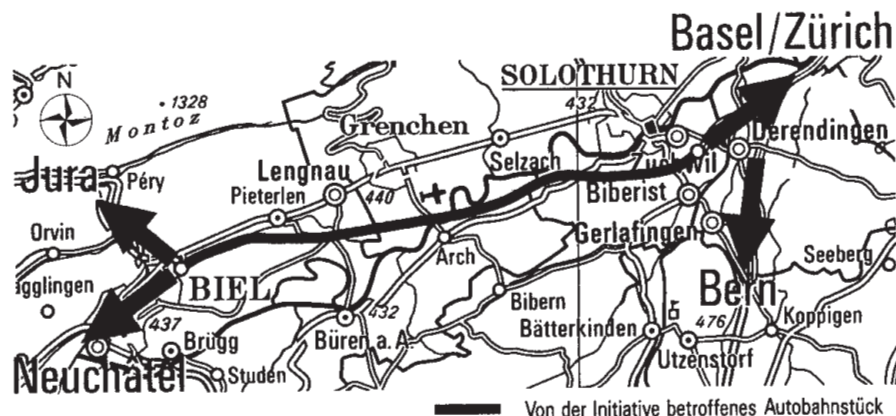 Basel/Zürich
N
• 1328
Montoz
SOLOTHURN
432
Grenchen
Derendingen
Jura
Péry
Lengnau
Selzach
Wil
Pieterlen
440
Biberist
Orvin
Gerlafingen
Arch
Seeberg
gglingen
BIEL
Bibern
Bern
437
432
Brügg
Büren a. A.
Bätterkinden
476
Koppigen
Neuchâtel
Studen
Utzenstorf
Von der Initiative betroffenes Autobahnstück